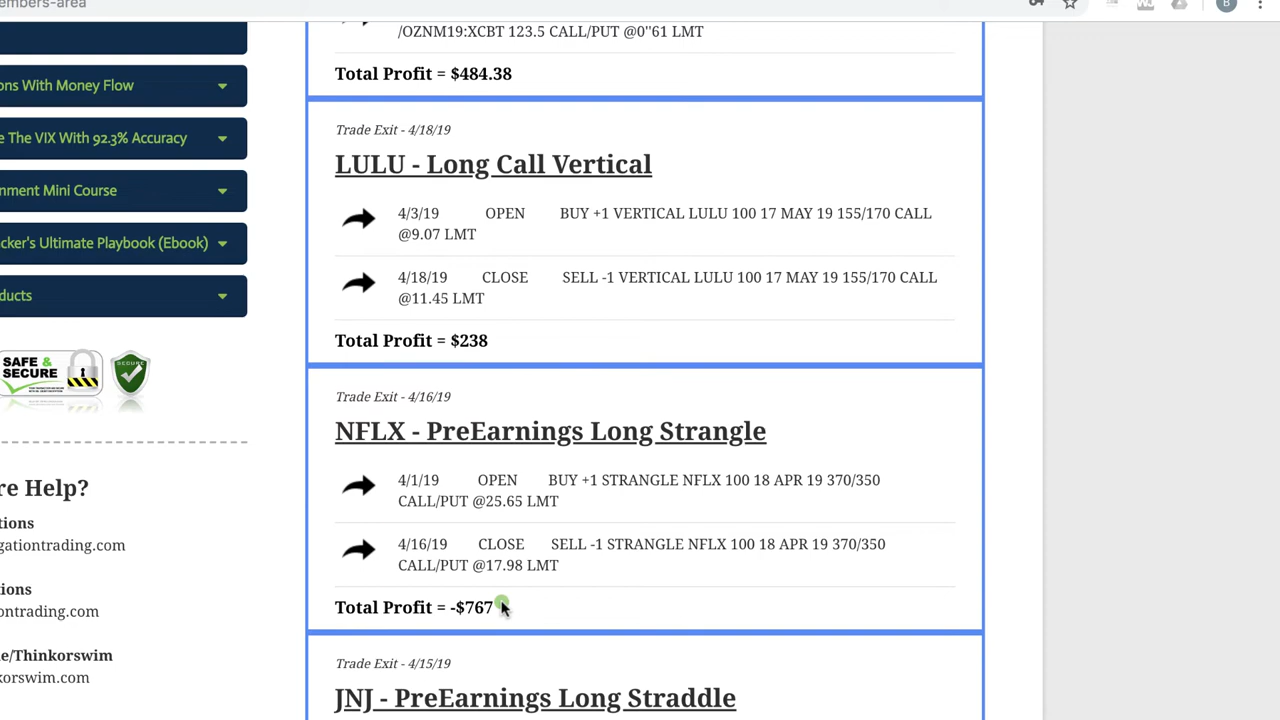 embers-area
B
/OZNM19:XCBT 123.5 CALL/PUT @0"61 LMT
Total Profit = $484.38
ons With Money Flow
e The VIX With 92.3% Accuracy
nment Mini Course
cker's Ultimate Playbook (Ebook)
ducts
SAFE &
SECURE
SECURE
re Help?
tions
gationtrading.com
ions
ontrading.com
e/Thinkorswim
korswim.com
Trade Exit - 4/18/19
LULU - Long Call Vertical
4/3/19 OPEN BUY +1 VERTICAL LULU 100 17 MAY 19 155/170 CALL
@9.07 LMT
4/18/19 CLOSE SELL -1 VERTICAL LULU 100 17 MAY 19 155/170 CALL
@11.45 LMT
Total Profit = $238
Trade Exit - 4/16/19
NFLX - PreEarnings Long Strangle
4/1/19 OPEN BUY +1 STRANGLE NFLX 100 18 APR 19 370/350
CALL/PUT @25.65 LMT
4/16/19 CLOSE SELL -1 STRANGLE NFLX 100 18 APR 19 370/350
CALL/PUT @17.98 LMT
Total Profit = -$767
Trade Exit - 4/15/19
JNJ - PreEarnings Long Straddle